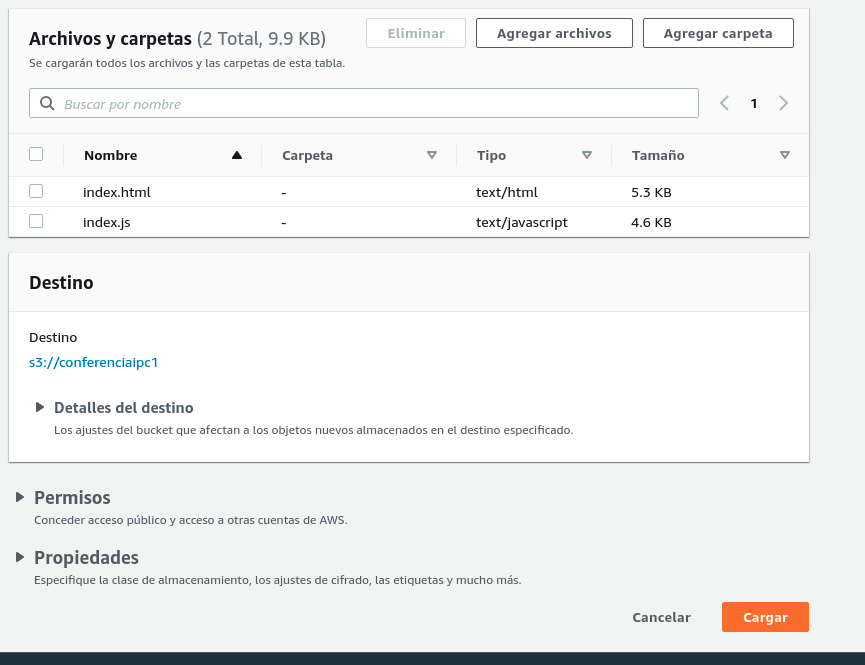 Archivos y carpetas (2 Total, 9.9 KB) Eliminar Agregar archivos Agregar carpeta
Se cargarán todos los archivos y las carpetas de esta tabla.
Buscar por nombre 1
Nombre Carpeta Tipo Tamaño
index.html - text/html 5.3 KB
index.js - text/javascript 4.6 KB
Destino
Destino
s3://conferenciaipc1
Detalles del destino
Los ajustes del bucket que afectan a los objetos nuevos almacenados en el destino especificado.
Permisos
Conceder acceso público y acceso a otras cuentas de AWS.
Propiedades
Especifique la clase de almacenamiento, los ajustes de cifrado, las etiquetas y mucho más.
Cancelar Cargar